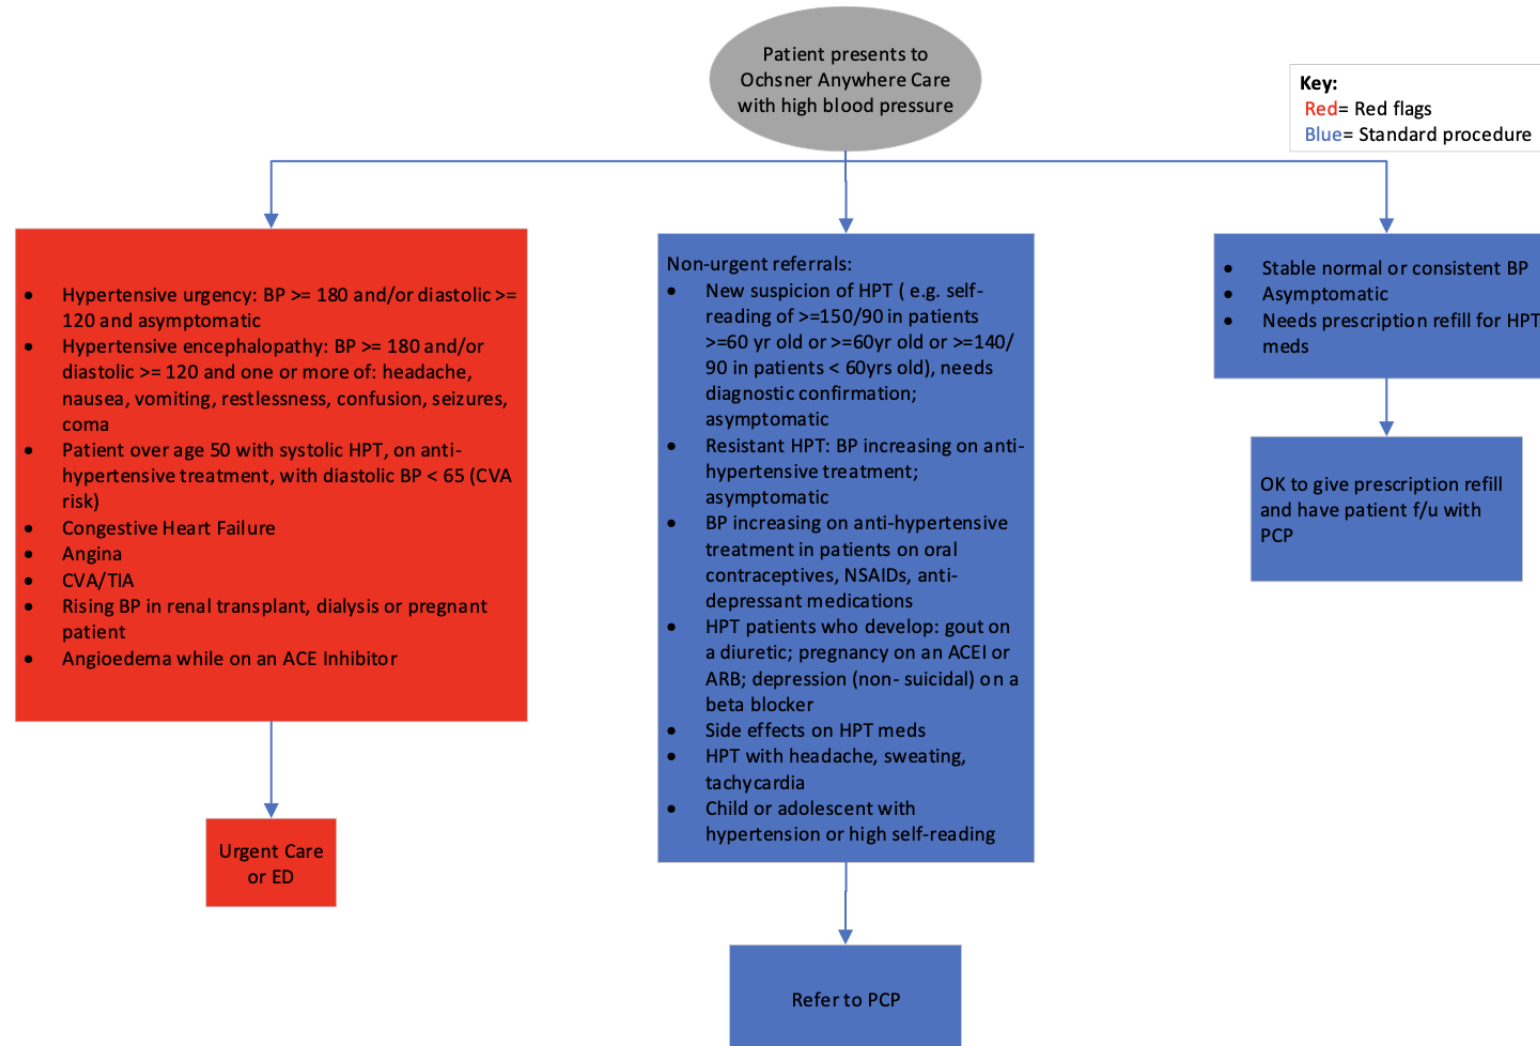 Patient presents to
Ochsner Anywhere Care
with high blood pressure
Key:
Red= Red flags
Blue= Standard procedure
• Hypertensive urgency: BP >= 180 and/or diastolic >=
120 and asymptomatic
• Hypertensive encephalopathy: BP >= 180 and/or
diastolic >= 120 and one or more of: headache,
nausea, vomiting, restlessness, confusion, seizures,
coma
• Patient over age 50 with systolic HPT, on anti-
hypertensive treatment, with diastolic BP < 65 (CVA
risk)
• Congestive Heart Failure
• Angina
• CVA/TIA
• Rising BP in renal transplant, dialysis or pregnant
patient
• Angioedema while on an ACE Inhibitor
Urgent Care
or ED
Non-urgent referrals:
• New suspicion of HPT ( e.g. self-
reading of >=150/90 in patients
>=60 yr old or >=60yr old or >=140/
90 in patients < 60yrs old), needs
diagnostic confirmation;
asymptomatic
• Resistant HPT: BP increasing on anti-
hypertensive treatment;
asymptomatic
• BP increasing on anti-hypertensive
treatment in patients on oral
contraceptives, NSAIDs, anti-
depressant medications
• HPT patients who develop: gout on
a diuretic; pregnancy on an ACEI or
ARB; depression (non- suicidal) on a
beta blocker
• Side effects on HPT meds
• HPT with headache, sweating,
tachycardia
• Child or adolescent with
hypertension or high self-reading
Refer to PCP
• Stable normal or consistent BP
• Asymptomatic
• Needs prescription refill for HPT
meds
OK to give prescription refill
and have patient f/u with
PCP